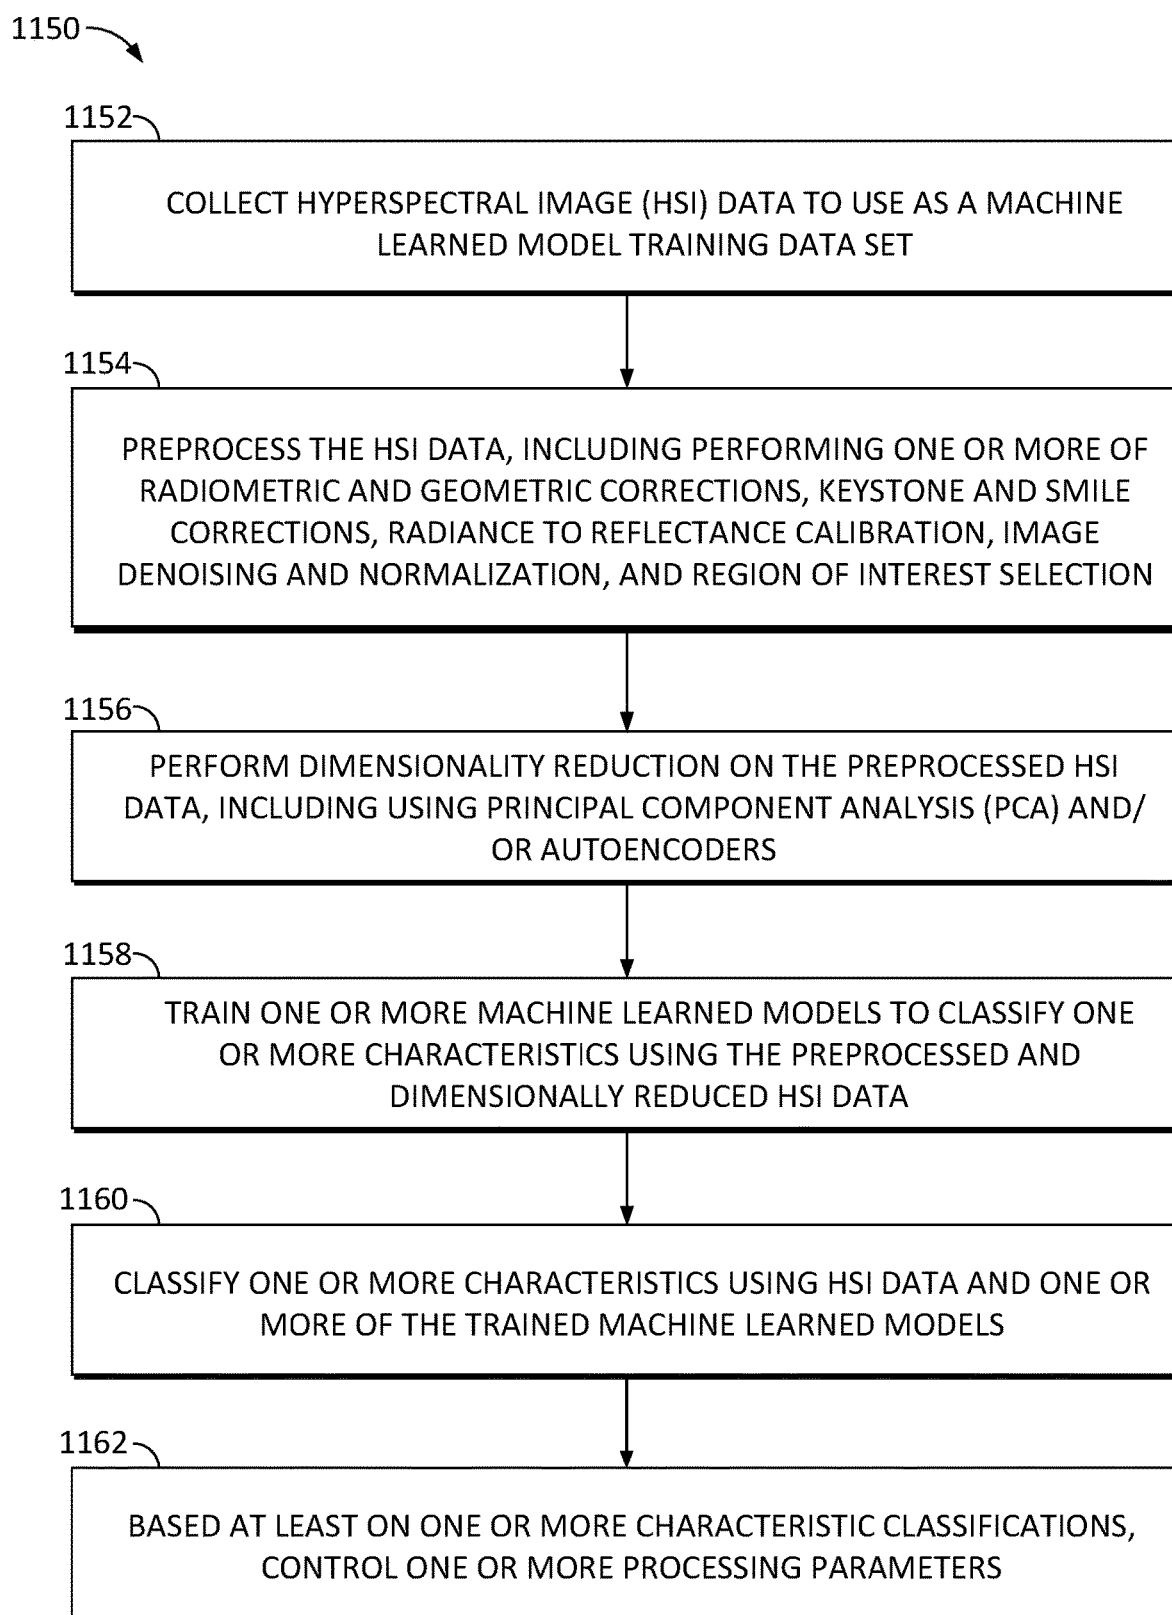 1150
1152
COLLECT HYPERSPECTRAL IMAGE (HSI) DATA TO USE AS A MACHINE
LEARNED MODEL TRAINING DATA SET
1154
PREPROCESS THE HSI DATA, INCLUDING PERFORMING ONE OR MORE OF
RADIOMETRIC AND GEOMETRIC CORRECTIONS, KEYSTONE AND SMILE
CORRECTIONS, RADIANCE TO REFLECTANCE CALIBRATION, IMAGE
DENOISING AND NORMALIZATION, AND REGION OF INTEREST SELECTION
1156
PERFORM DIMENSIONALITY REDUCTION ON THE PREPROCESSED HSI
DATA, INCLUDING USING PRINCIPAL COMPONENT ANALYSIS (PCA) AND/
OR AUTOENCODERS
1158
TRAIN ONE OR MORE MACHINE LEARNED MODELS TO CLASSIFY ONE
OR MORE CHARACTERISTICS USING THE PREPROCESSED AND
DIMENSIONALLY REDUCED HSI DATA
1160
CLASSIFY ONE OR MORE CHARACTERISTICS USING HSI DATA AND ONE OR
MORE OF THE TRAINED MACHINE LEARNED MODELS
1162
BASED AT LEAST ON ONE OR MORE CHARACTERISTIC CLASSIFICATIONS,
CONTROL ONE OR MORE PROCESSING PARAMETERS